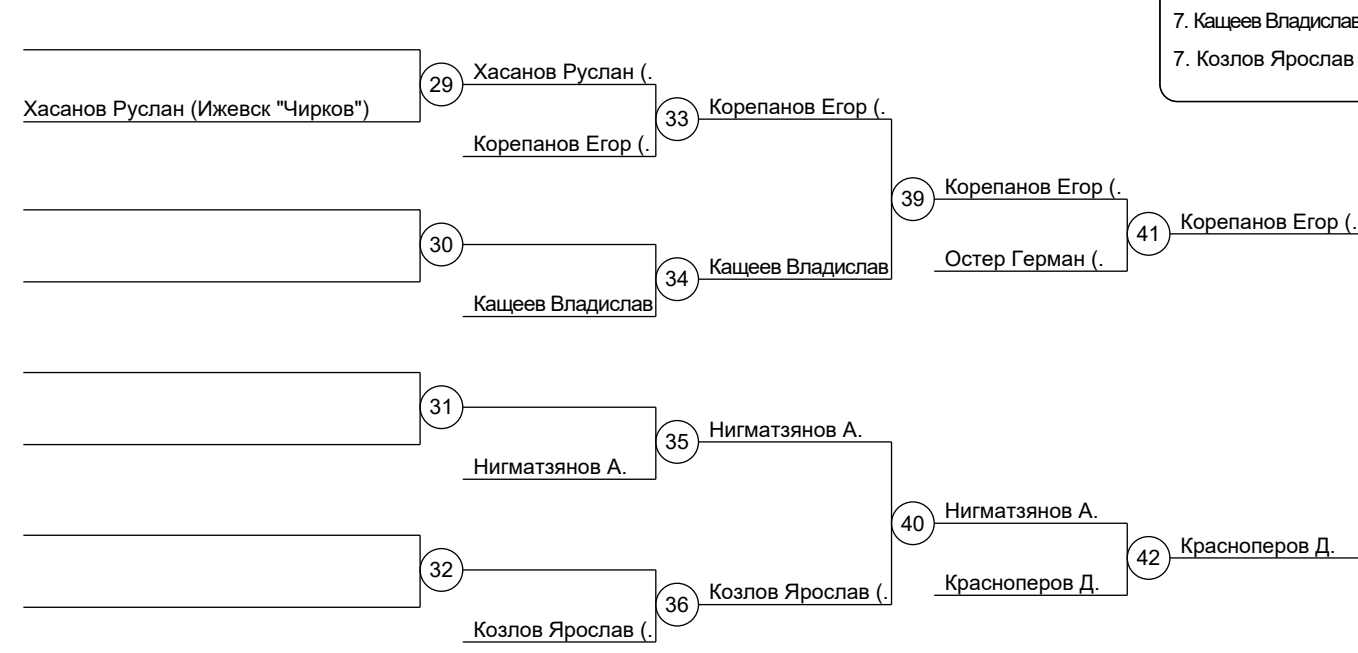 7. Кащеев Владислав
7. Козлов Ярослав
29
Хасанов Руслан (.
Хасанов Руслан (Ижевск "Чирков")
33
Корепанов Егор (.
Корепанов Егор (.
39
Корепанов Егор (.
41
Корепанов Егор (.
30
34
Кащеев Владислав
Остер Герман (.
Кащеев Владислав
31
35
Нигматзянов А.
Нигматзянов А.
40
Нигматзянов А.
42
Красноперов Д.
32
36
Козлов Ярослав (.
Красноперов Д.
Козлов Ярослав (.